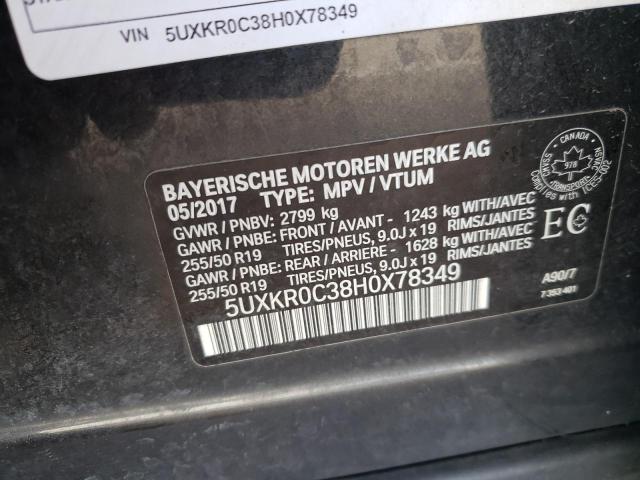 VIN 5UXKR0C38H0X78349
BAYERISCHE MOTOREN WERKE AG
05/2017 TYPE: MPV / VTUM
GVWR / PNBV: 2799 kg
GAWR / PNBE: FRONT / AVANT - 1243 kg WITH/AVEC
255/50 R19 TIRES/PNEUS, 9.0J x 19 RIMS/JANTES
GAWR / PNBE: REAR / ARRIERE - 1628 kg WITH/AVEC
255/50 R19 TIRES/PNEUS, 9.0J x 19 RIMS/JANTES
5UXKR0C38H0X78349
CANADA
978
TRANSPORT
EC
A90/7
7 353 401